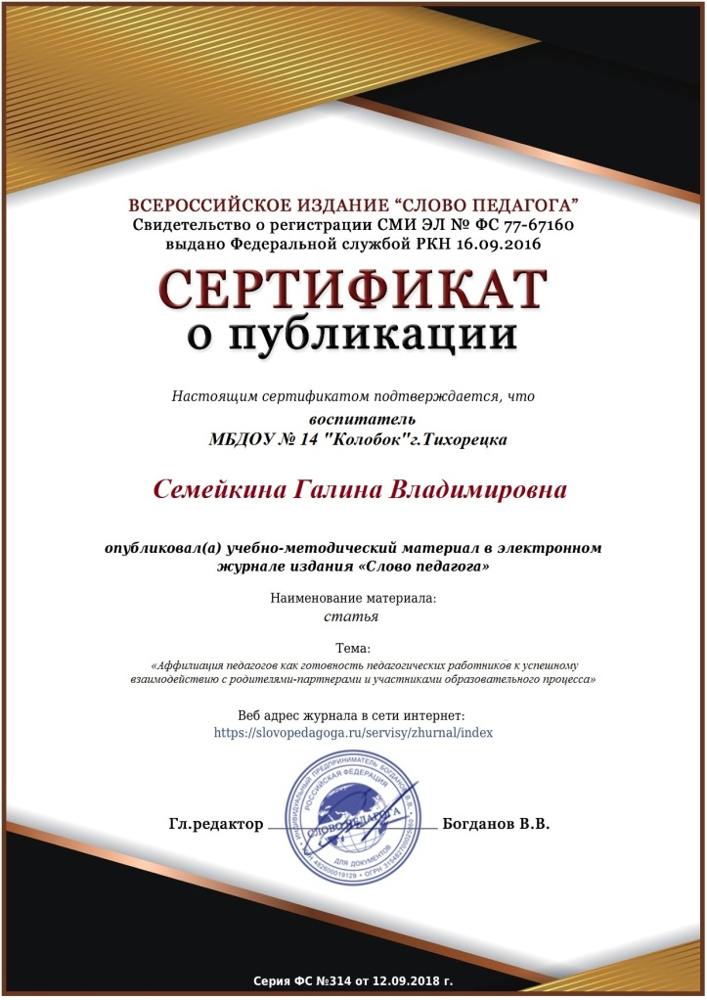 ВСЕРОССИЙСКОЕ ИЗДАНИЕ “СЛОВО ПЕДАГОГА”
Свидетельство о регистрации СМИ ЭЛ № ФС 77-67160
выдано Федеральной службой РКН 16.09.2016
СЕРТИФИКАТ
о публикации
Настоящим сертификатом подтверждается, что
воспитатель
МБДОУ № 14 "Колобок"г.Тихорецка
Семейкина Галина Владимировна
опубликовал(а) учебно-методический материал в электронном
журнале издания «Слово педагога»
Наименование материала:
статья
Тема:
«Аффилиация педагогов как готовность педагогических работников к успешному
взаимодействию с родителями-партнерами и участниками образовательного процесса»
Веб адрес журнала в сети интернет:
https://slovopedagoga.ru/servisy/zhurnal/index
ИНДИВИДУАЛЬНЫЙ ПРЕДПРИНИМАТЕЛЬ БОГДАНОВ В.В.
РОССИЙСКАЯ ФЕДЕРАЦИЯ
СЛОВО ПЕДАГОГА
ДЛЯ ДОКУМЕНТОВ
Гл.редактор Богданов В.В.
Серия ФС №314 от 12.09.2018 г.